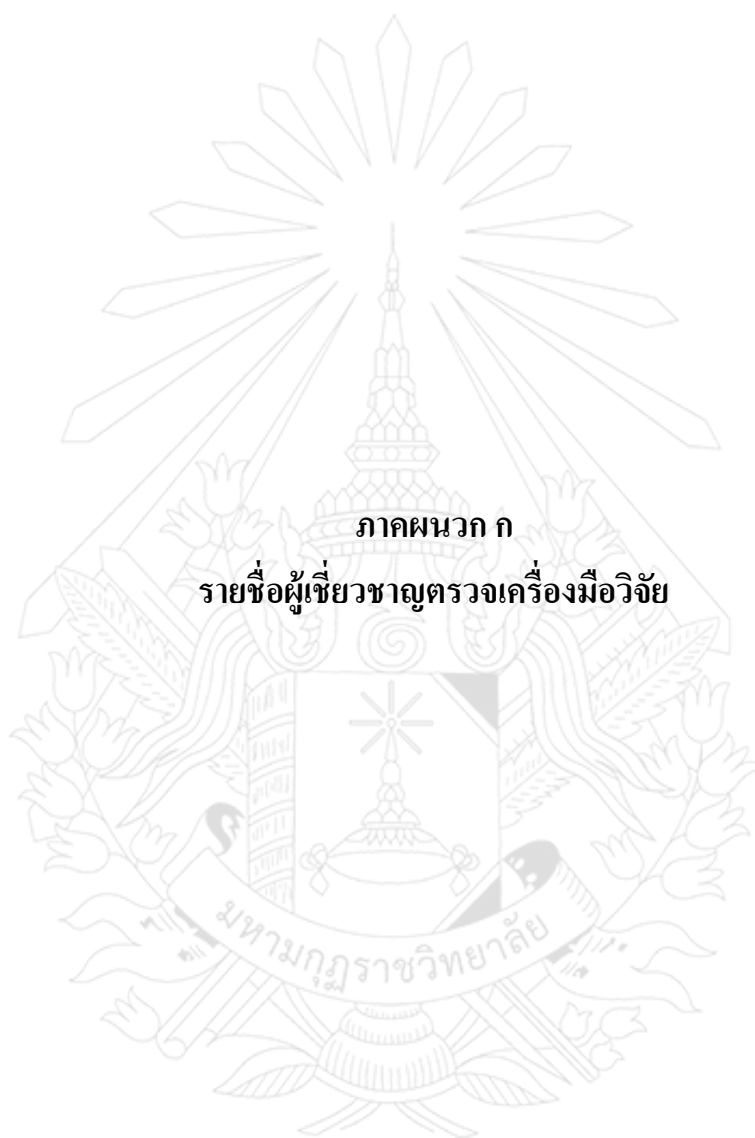 ภาคผนวก ก
รายชื่อผู้เชี่ยวชาญตรวจเครื่องมือวิจัย
มหามกุฏราชวิทยาลัย